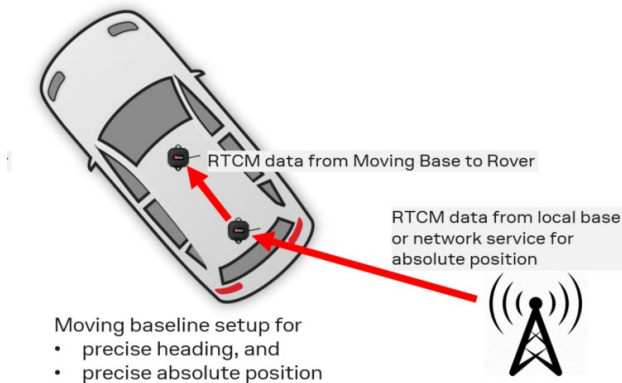 RTCM data from Moving Base to Rover
RTCM data from local base
or network service for
absolute position
Moving baseline setup for
• precise heading, and
• precise absolute position